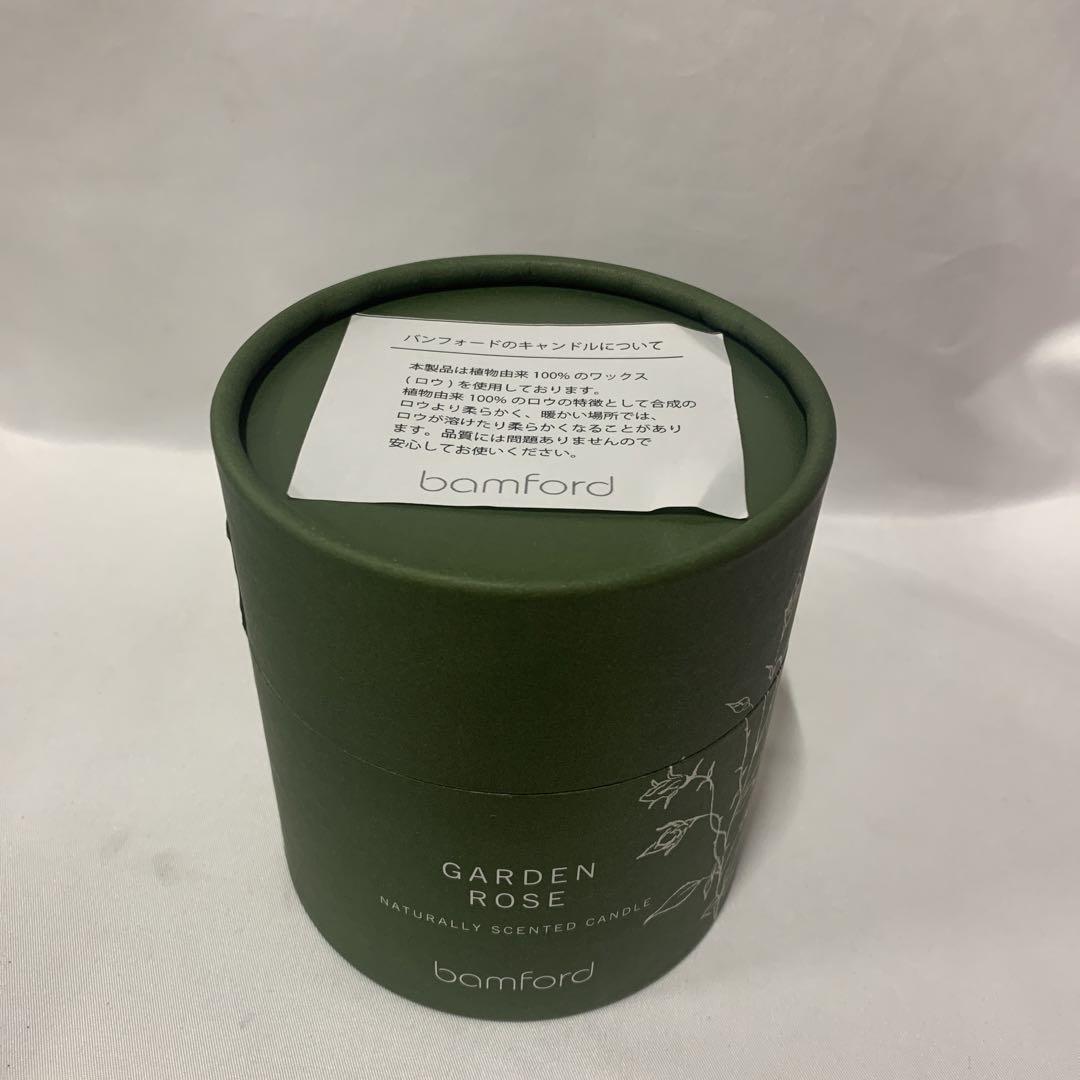 バンフォードのキャンドルについて
本製品は植物由来100%のワックス
(ロウ)を使用しております。
植物由来100%のロウの特徴として合成の
ロウより柔らかく、暖かい場所では、
ロウが溶けたり柔らかくなることがあり
ます。品質には問題ありませんので
安心してお使いください。
bamford
GARDEN
ROSE
NATURALLY SCENTED CANDLE
bamford